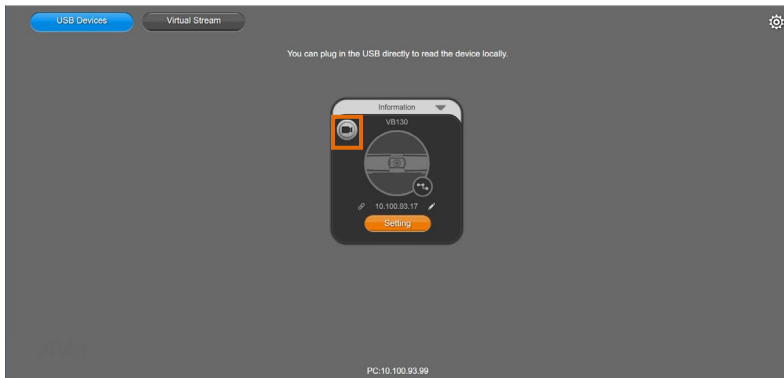 USB Devices
Virtual Stream
You can plug in the USB directly to read the device locally.
Information
VB130
10.100.93.17
Setting
PC:10.100.93.99